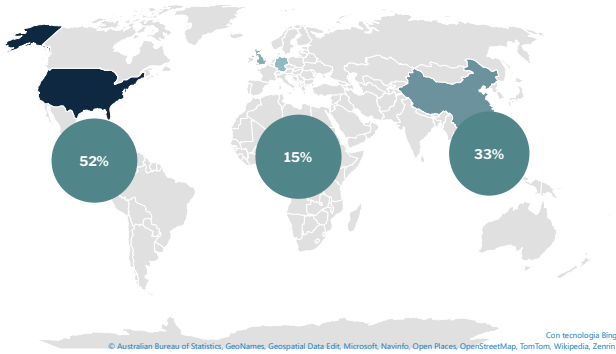 52%
15%
33%
Con tecnologia Bing
© Australian Bureau of Statistics, GeoNames, Geospatial Data Edit, Microsoft, Navinfo, Open Places, OpenStreetMap, TomTom, Wikipedia, Zenrin